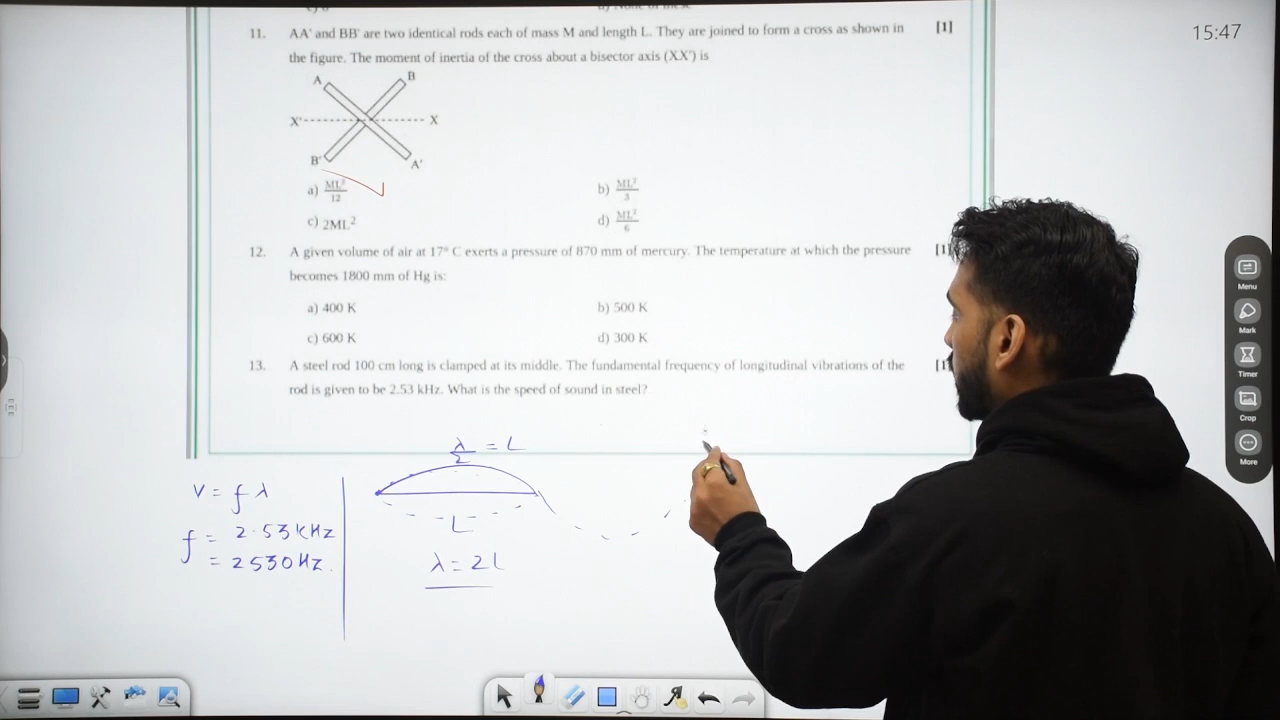 15:47
11. AA' and BB' are two identical rods each of mass M and length L. They are joined to form a cross as shown in [1]
the figure. The moment of inertia of the cross about a bisector axis (XX') is
A B
X' X
B' A'
a) ML²/12 b) ML²/3
c) 2ML² d) ML²/6
12. A given volume of air at 17° C exerts a pressure of 870 mm of mercury. The temperature at which the pressure [1]
becomes 1800 mm of Hg is:
a) 400 K b) 500 K
c) 600 K d) 300 K
13. A steel rod 100 cm long is clamped at its middle. The fundamental frequency of longitudinal vibrations of the [1]
rod is given to be 2.53 kHz. What is the speed of sound in steel?
λ/2 = L
v = f λ
L
f = 2.53 kHz
= 2530 Hz.
λ = 2L
Menu
Mark
Timer
Crop
More